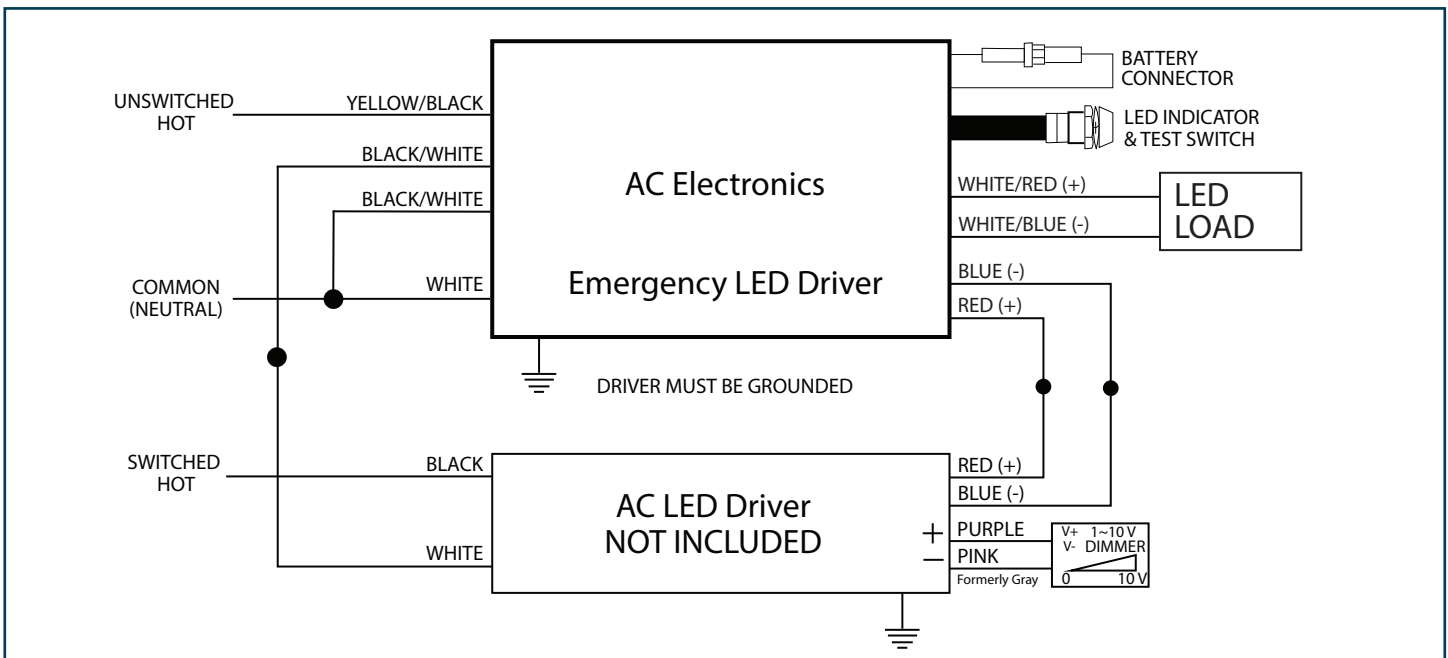 BATTERY
CONNECTOR
UNSWITCHED
HOT
YELLOW/BLACK
LED INDICATOR
& TEST SWITCH
BLACK/WHITE
AC Electronics
WHITE/RED (+)
LED
LOAD
BLACK/WHITE
WHITE/BLUE (-)
COMMON
(NEUTRAL)
WHITE
Emergency LED Driver
BLUE (-)
RED (+)
DRIVER MUST BE GROUNDED
SWITCHED
HOT
BLACK
RED (+)
AC LED Driver
NOT INCLUDED
BLUE (-)
+ PURPLE
V+ 1~10 V
V- DIMMER
WHITE
− PINK
Formerly Gray
0 10 V